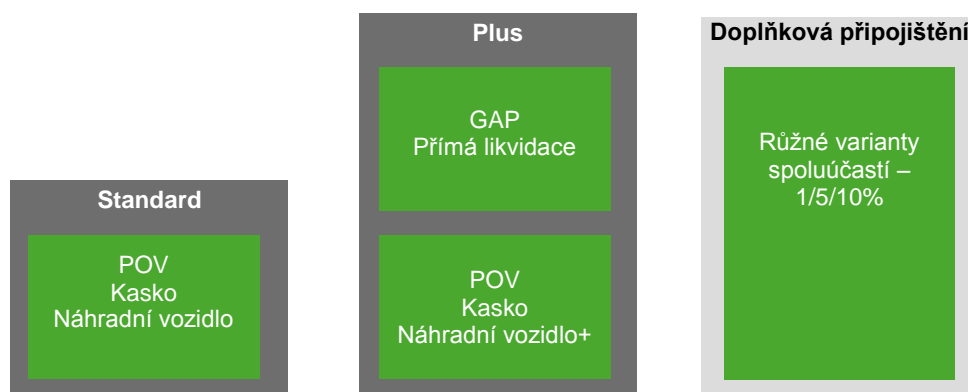 Standard
POV
Kasko
Náhradní vozidlo
Plus
GAP
Přímá likvidace
POV
Kasko
Náhradní vozidlo+
Doplňková připojištění
Růžné varianty
spoluúčastí –
1/5/10%